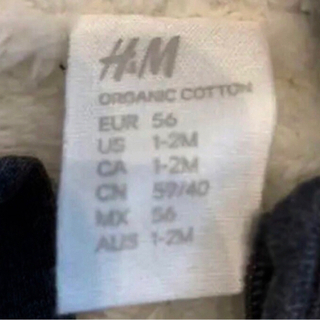 H&M
ORGANIC COTTON
EUR 56
US 1-2M
CA 1-2M
CN 59/40
MX 56
AUS 1-2M